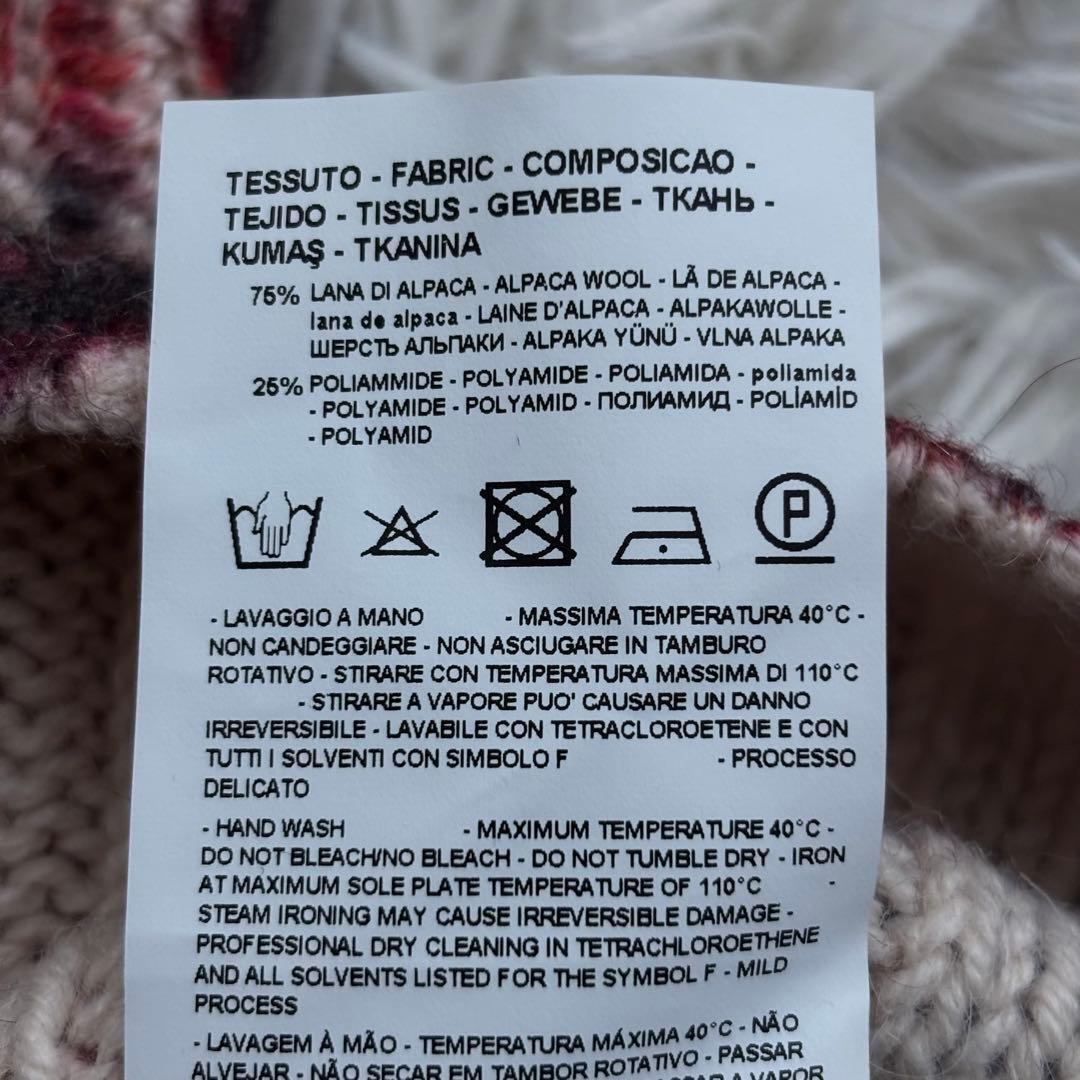 TESSUTO - FABRIC - COMPOSICAO -
TEJIDO - TISSUS - GEWEBE - ТКАНЬ -
KUMAŞ - TKANINA
75% LANA DI ALPACA - ALPACA WOOL - LÃ DE ALPACA -
lana de alpaca - LAINE D'ALPACA - ALPAKAWOLLE -
ШЕРСТЬ АЛЬПАКИ - ALPAKA YÜNÜ - VLNA ALPAKA
25% POLIAMMIDE - POLYAMIDE - POLIAMIDA - poliamida
- POLYAMIDE - POLYAMID - ПОЛИАМИД - POLİAMİD
- POLYAMID
P
- LAVAGGIO A MANO - MASSIMA TEMPERATURA 40°C -
NON CANDEGGIARE - NON ASCIUGARE IN TAMBURO
ROTATIVO - STIRARE CON TEMPERATURA MASSIMA DI 110°C
- STIRARE A VAPORE PUO' CAUSARE UN DANNO
IRREVERSIBILE - LAVABILE CON TETRACLOROETENE E CON
TUTTI I SOLVENTI CON SIMBOLO F - PROCESSO
DELICATO
- HAND WASH - MAXIMUM TEMPERATURE 40°C -
DO NOT BLEACH/NO BLEACH - DO NOT TUMBLE DRY - IRON
AT MAXIMUM SOLE PLATE TEMPERATURE OF 110°C -
STEAM IRONING MAY CAUSE IRREVERSIBLE DAMAGE -
PROFESSIONAL DRY CLEANING IN TETRACHLOROETHENE
AND ALL SOLVENTS LISTED FOR THE SYMBOL F - MILD
PROCESS
- LAVAGEM À MÃO - TEMPERATURA MÁXIMA 40°C - NÃO
ALVEJAR - NÃO SECAR EM TAMBOR ROTATIVO - PASSAR
A VAPOR